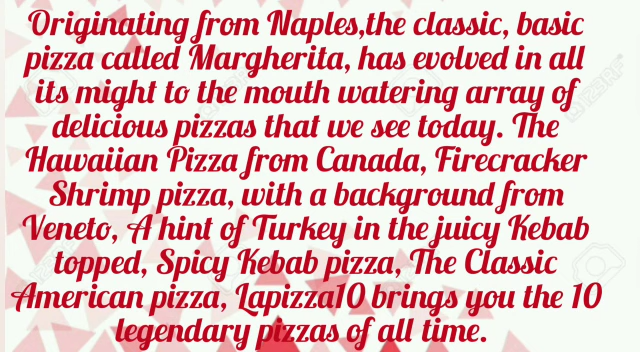 Originating from Naples,the classic, basic
pizza called Margherita, has evolved in all
its might to the mouth watering array of
delicious pizzas that we see today. The
Hawaiian Pizza from Canada, Firecracker
Shrimp pizza, with a background from
Veneto, A hint of Turkey in the juicy Kebab
topped, Spicy Kebab pizza, The Classic
American pizza, Lapizza10 brings you the 10
legendary pizzas of all time.